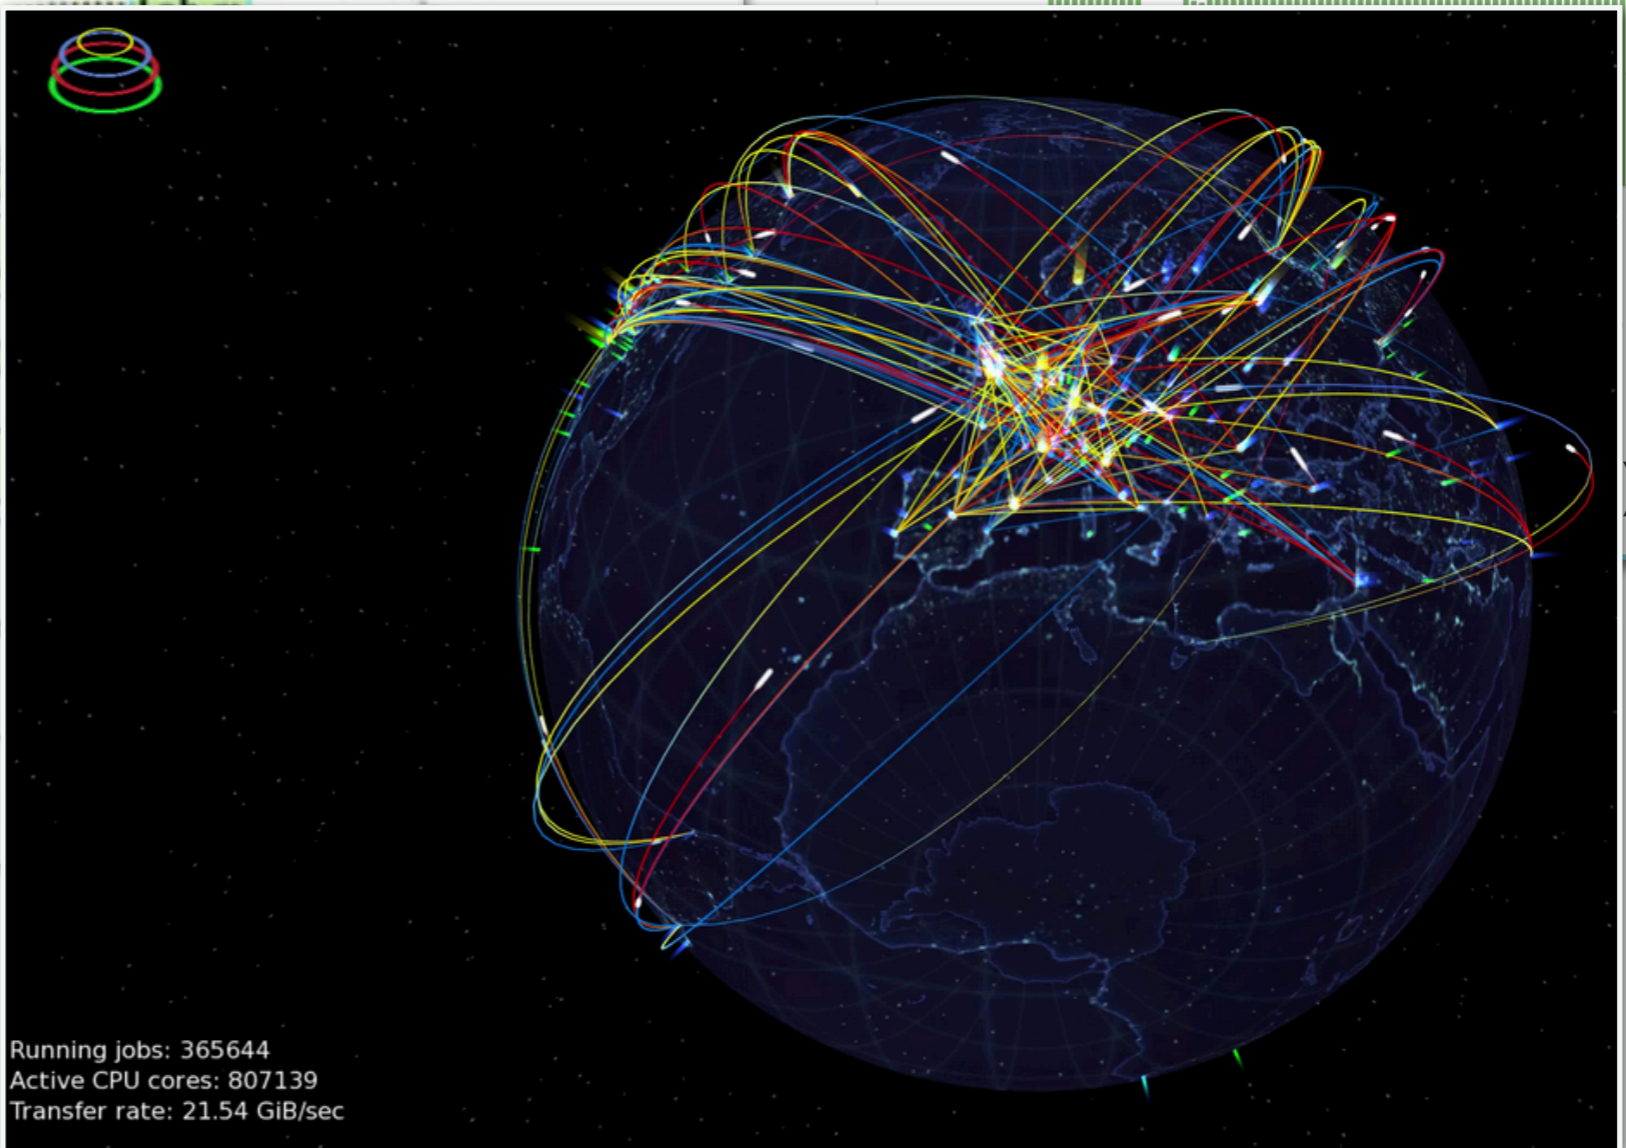 Running jobs: 365644
Active CPU cores: 807139
Transfer rate: 21.54 GiB/sec